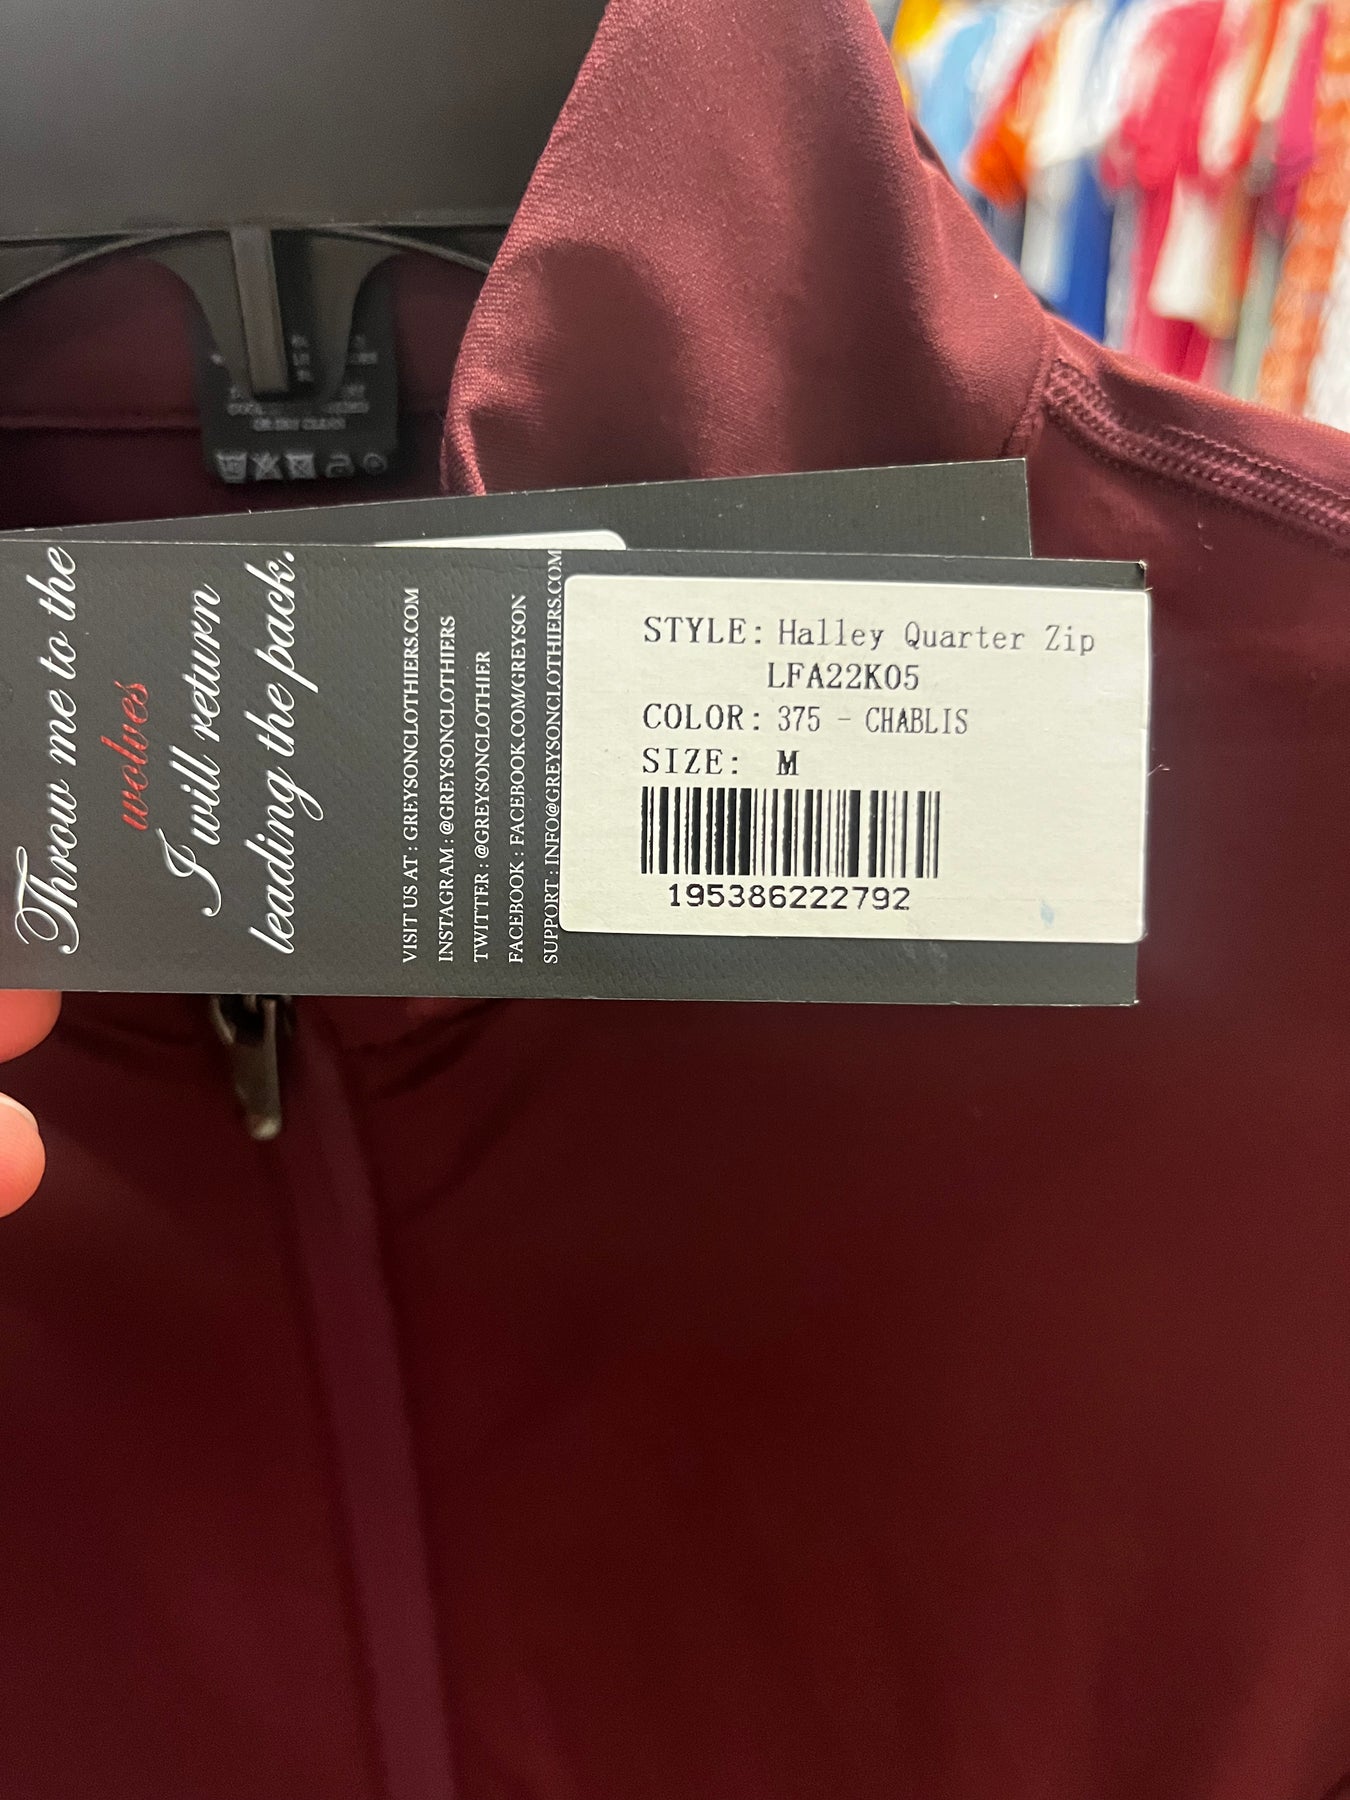 Throw me to the
wolves
I will return
leading the pack.
VISIT US AT : GREYSONCLOTHIERS.COM
INSTAGRAM : @GREYSONCLOTHIERS
TWITTER : @GREYSONCLOTHIER
FACEBOOK : FACEBOOK.COM/GREYSON
SUPPORT : INFO@GREYSONCLOTHIERS.COM
STYLE: Halley Quarter Zip
LFA22K05
COLOR: 375 - CHABLIS
SIZE: M
195386222792